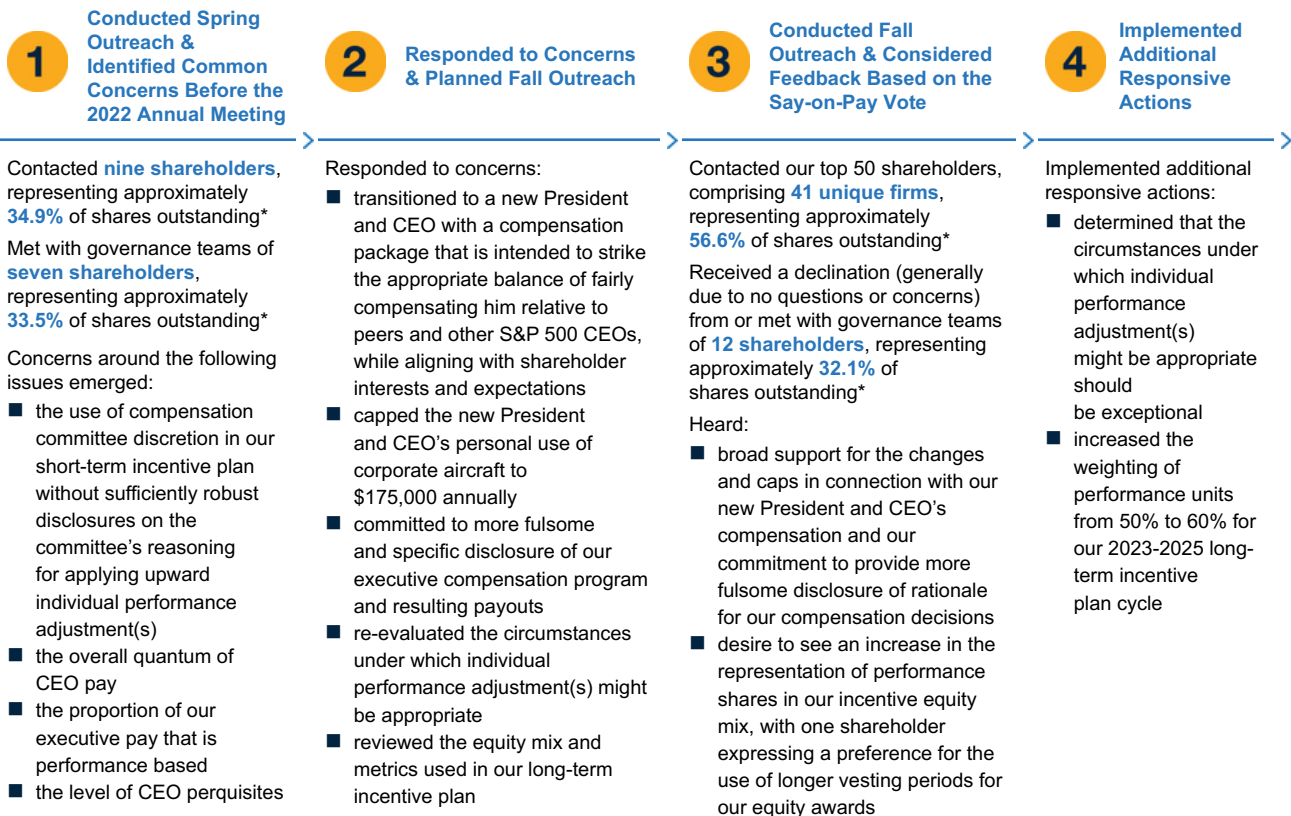 1
Conducted Spring
Outreach &
Identified Common
Concerns Before the
2022 Annual Meeting
Contacted nine shareholders,
representing approximately
34.9% of shares outstanding*
Met with governance teams of
seven shareholders,
representing approximately
33.5% of shares outstanding*
Concerns around the following
issues emerged:
■ the use of compensation
committee discretion in our
short-term incentive plan
without sufficiently robust
disclosures on the
committee's reasoning
for applying upward
individual performance
adjustment(s)
■ the overall quantum of
CEO pay
■ the proportion of our
executive pay that is
performance based
■ the level of CEO perquisites
2
Responded to Concerns
& Planned Fall Outreach
Responded to concerns:
■ transitioned to a new President
and CEO with a compensation
package that is intended to strike
the appropriate balance of fairly
compensating him relative to
peers and other S&P 500 CEOs,
while aligning with shareholder
interests and expectations
■ capped the new President
and CEO's personal use of
corporate aircraft to
$175,000 annually
■ committed to more fulsome
and specific disclosure of our
executive compensation program
and resulting payouts
■ re-evaluated the circumstances
under which individual
performance adjustment(s) might
be appropriate
■ reviewed the equity mix and
metrics used in our long-term
incentive plan
3
Conducted Fall
Outreach & Considered
Feedback Based on the
Say-on-Pay Vote
Contacted our top 50 shareholders,
comprising 41 unique firms,
representing approximately
56.6% of shares outstanding*
Received a declination (generally
due to no questions or concerns)
from or met with governance teams
of 12 shareholders, representing
approximately 32.1% of
shares outstanding*
Heard:
■ broad support for the changes
and caps in connection with our
new President and CEO's
compensation and our
commitment to provide more
fulsome disclosure of rationale
for our compensation decisions
■ desire to see an increase in the
representation of performance
shares in our incentive equity
mix, with one shareholder
expressing a preference for the
use of longer vesting periods for
our equity awards
4
Implemented
Additional
Responsive
Actions
Implemented additional
responsive actions:
■ determined that the
circumstances under
which individual
performance
adjustment(s)
might be appropriate
should
be exceptional
■ increased the
weighting of
performance units
from 50% to 60% for
our 2023-2025 long-
term incentive
plan cycle